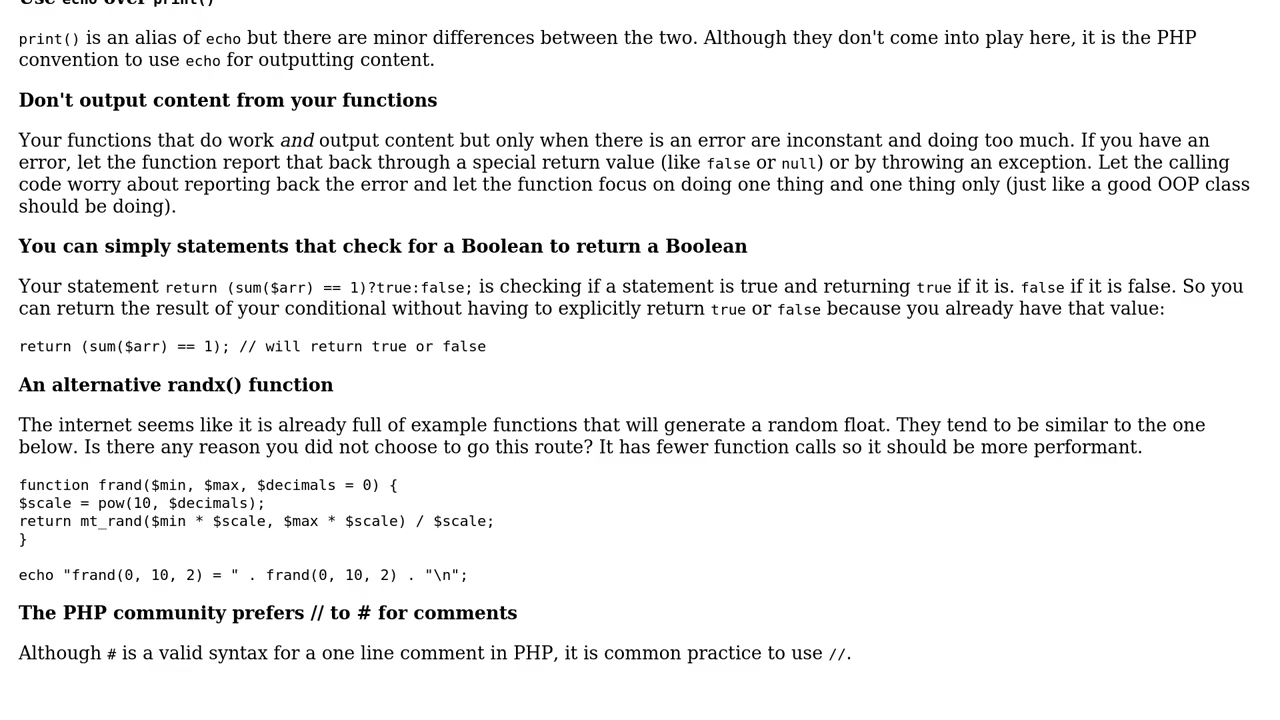 Use echo over print()
print() is an alias of echo but there are minor differences between the two. Although they don't come into play here, it is the PHP
convention to use echo for outputting content.
Don't output content from your functions
Your functions that do work and output content but only when there is an error are inconstant and doing too much. If you have an
error, let the function report that back through a special return value (like false or null) or by throwing an exception. Let the calling
code worry about reporting back the error and let the function focus on doing one thing and one thing only (just like a good OOP class
should be doing).
You can simply statements that check for a Boolean to return a Boolean
Your statement return (sum($arr) == 1)?true:false; is checking if a statement is true and returning true if it is. false if it is false. So you
can return the result of your conditional without having to explicitly return true or false because you already have that value:
return (sum($arr) == 1); // will return true or false
An alternative randx() function
The internet seems like it is already full of example functions that will generate a random float. They tend to be similar to the one
below. Is there any reason you did not choose to go this route? It has fewer function calls so it should be more performant.
function frand($min, $max, $decimals = 0) {
$scale = pow(10, $decimals);
return mt_rand($min * $scale, $max * $scale) / $scale;
}
echo "frand(0, 10, 2) = " . frand(0, 10, 2) . "\n";
The PHP community prefers // to # for comments
Although # is a valid syntax for a one line comment in PHP, it is common practice to use //.